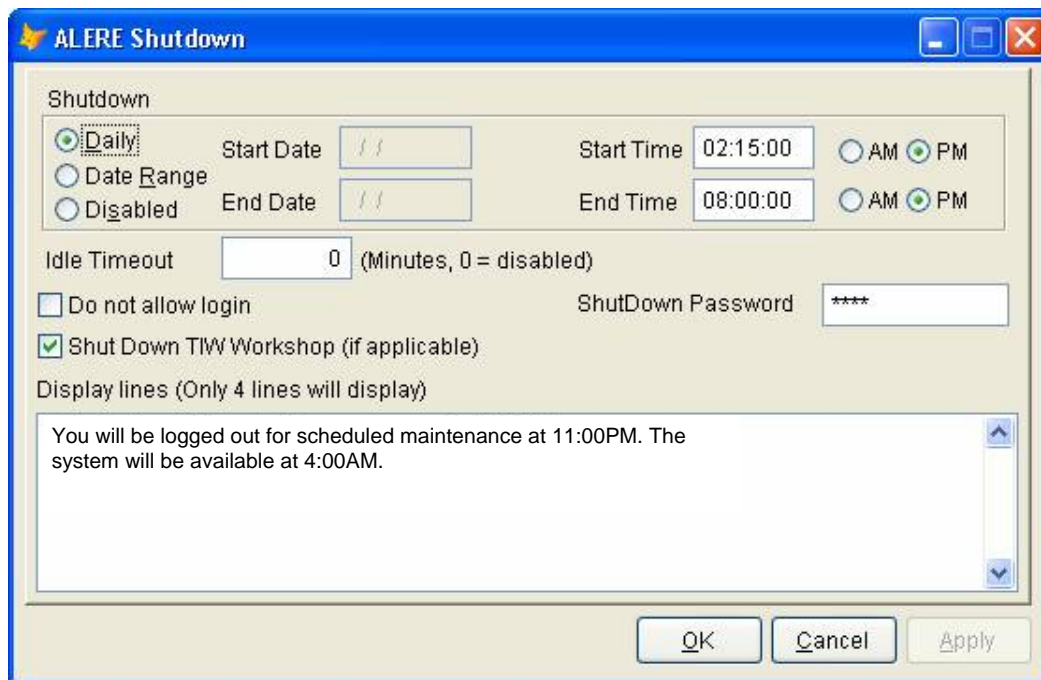 ALERE Shutdown
Shutdown
Daily
Start Date / /
Start Time 02:15:00 AM PM
Date Range
Disabled
End Date / /
End Time 08:00:00 AM PM
Idle Timeout 0 (Minutes, 0 = disabled)
Do not allow login
ShutDown Password ****
Shut Down TIW Workshop (if applicable)
Display lines (Only 4 lines will display)
You will be logged out for scheduled maintenance at 11:00PM. The
system will be available at 4:00AM.
OK Cancel Apply